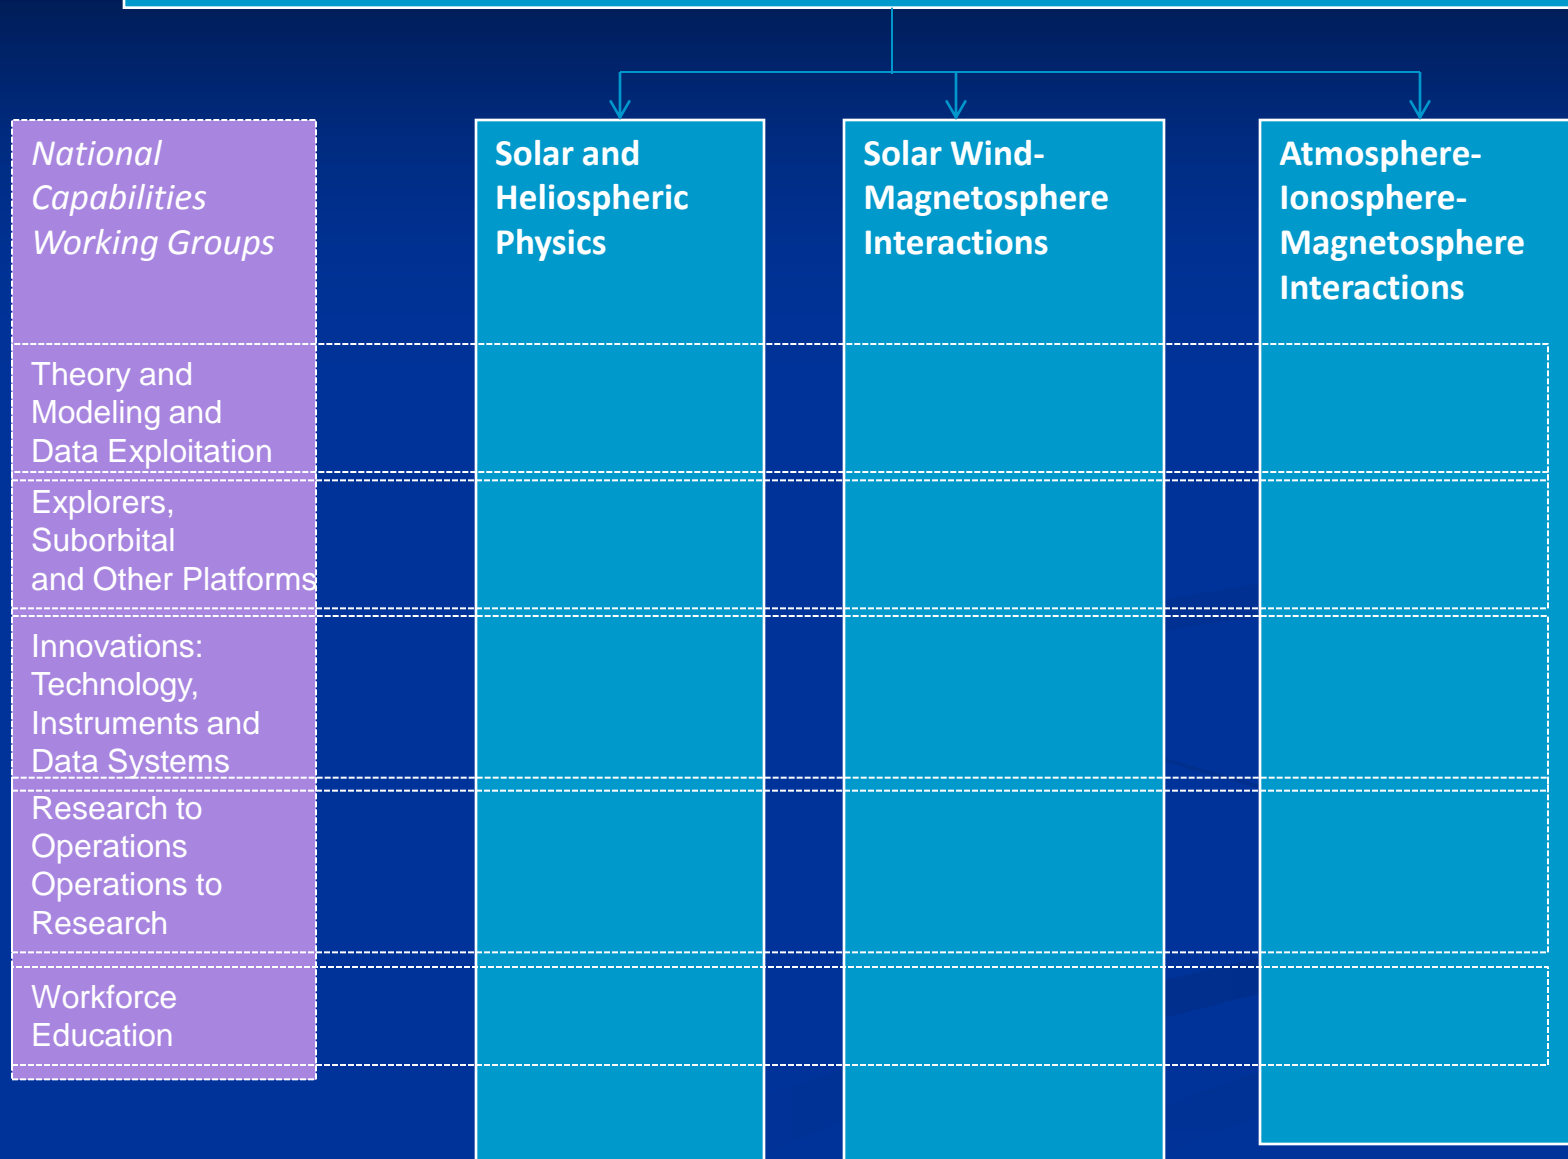 National
Capabilities
Working Groups
Solar and
Heliospheric
Physics
Solar Wind-
Magnetosphere
Interactions
Atmosphere-
Ionosphere-
Magnetosphere
Interactions
Theory and
Modeling and
Data Exploitation
Explorers,
Suborbital
and Other Platforms
Innovations:
Technology,
Instruments and
Data Systems
Research to
Operations
Operations to
Research
Workforce
Education